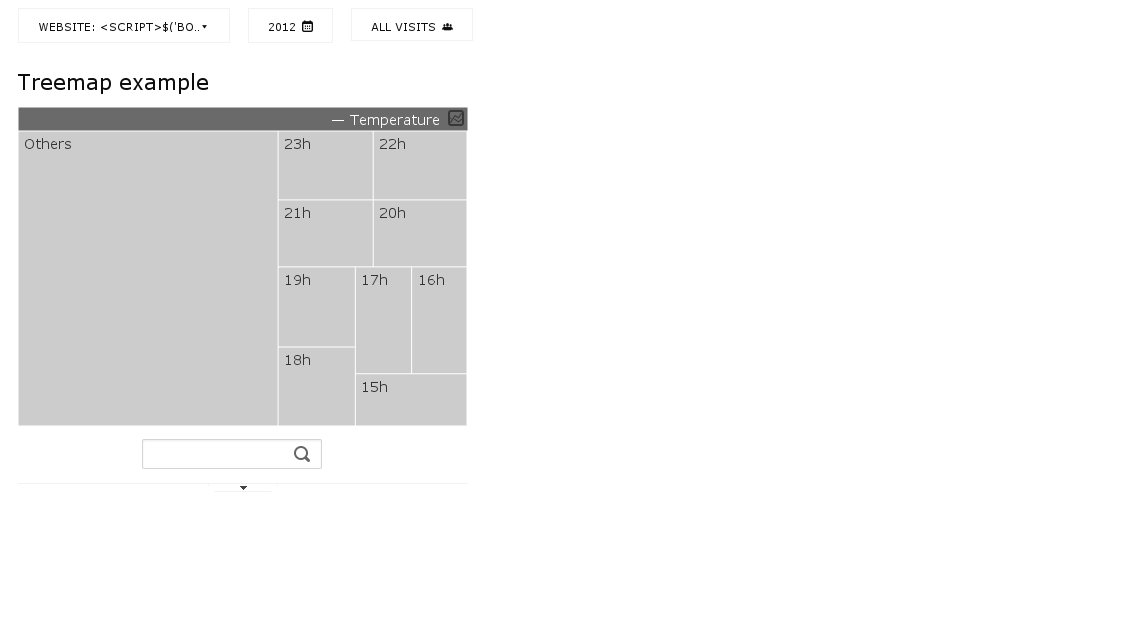 WEBSITE: <SCRIPT>$('BO..
2012
ALL VISITS
Treemap example
— Temperature
Others
23h
22h
21h
20h
19h
17h
16h
18h
15h